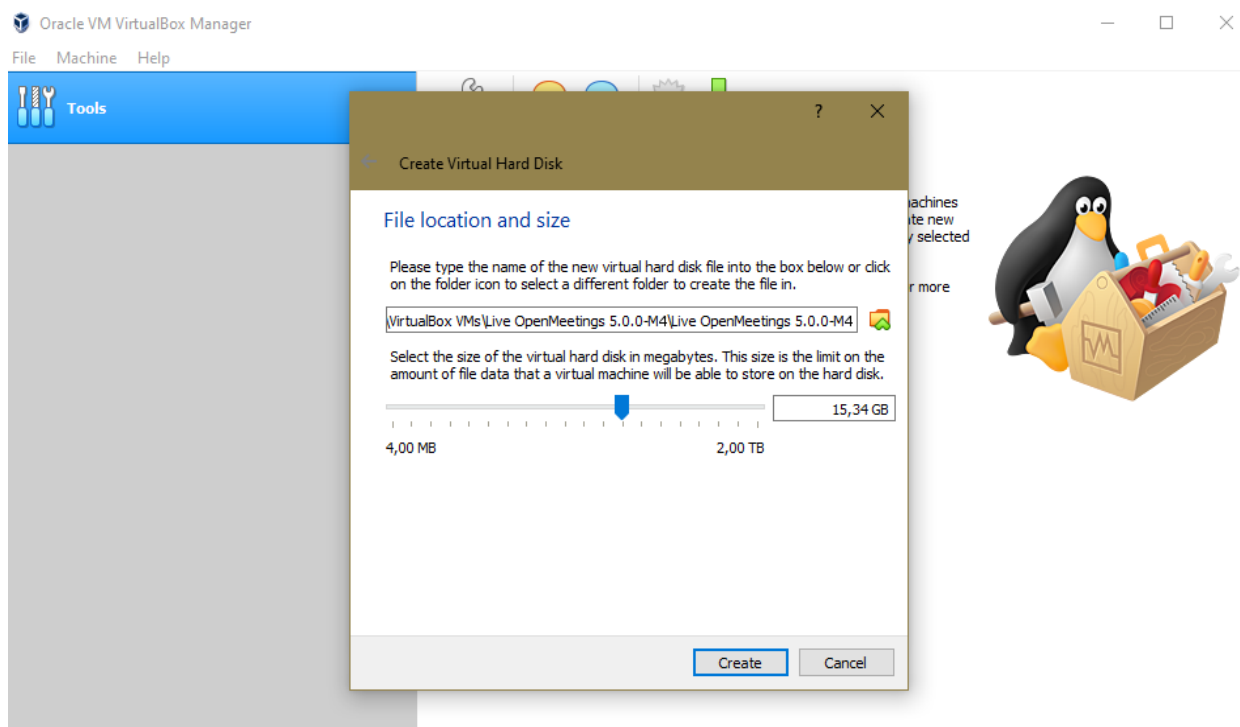 Oracle VM VirtualBox Manager
File Machine Help
Tools
?
Create Virtual Hard Disk
File location and size
Please type the name of the new virtual hard disk file into the box below or click
on the folder icon to select a different folder to create the file in.
\VirtualBox VMs\Live OpenMeetings 5.0.0-M4\Live OpenMeetings 5.0.0-M4
Select the size of the virtual hard disk in megabytes. This size is the limit on the
amount of file data that a virtual machine will be able to store on the hard disk.
15,34 GB
4,00 MB 2,00 TB
Create Cancel
new
selected
more